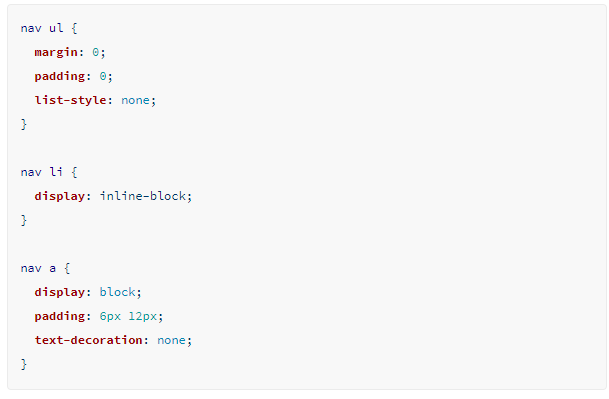 nav ul {
  margin: 0;
  padding: 0;
  list-style: none;
}

nav li {
  display: inline-block;
}

nav a {
  display: block;
  padding: 6px 12px;
  text-decoration: none;
}